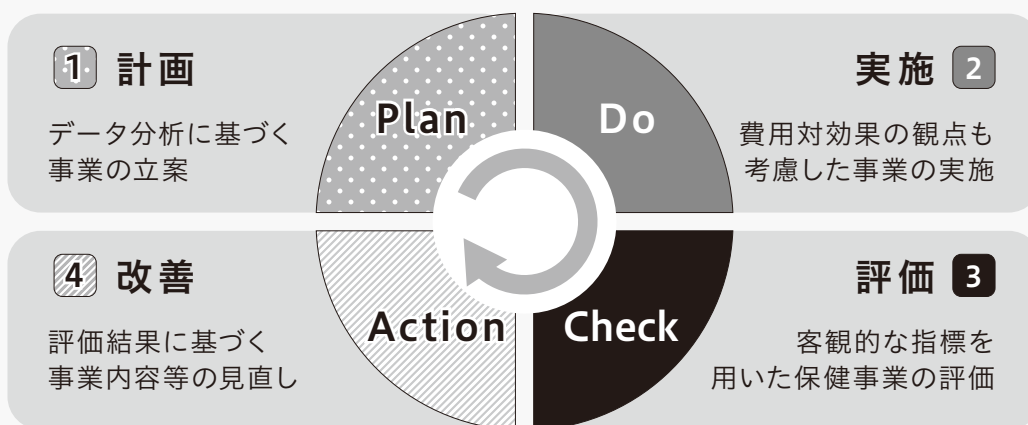 1 計画
データ分析に基づく
事業の立案
Plan
Do
実施 2
費用対効果の観点も
考慮した事業の実施
4 改善
評価結果に基づく
事業内容等の見直し
Action
Check
評価 3
客観的な指標を
用いた保健事業の評価